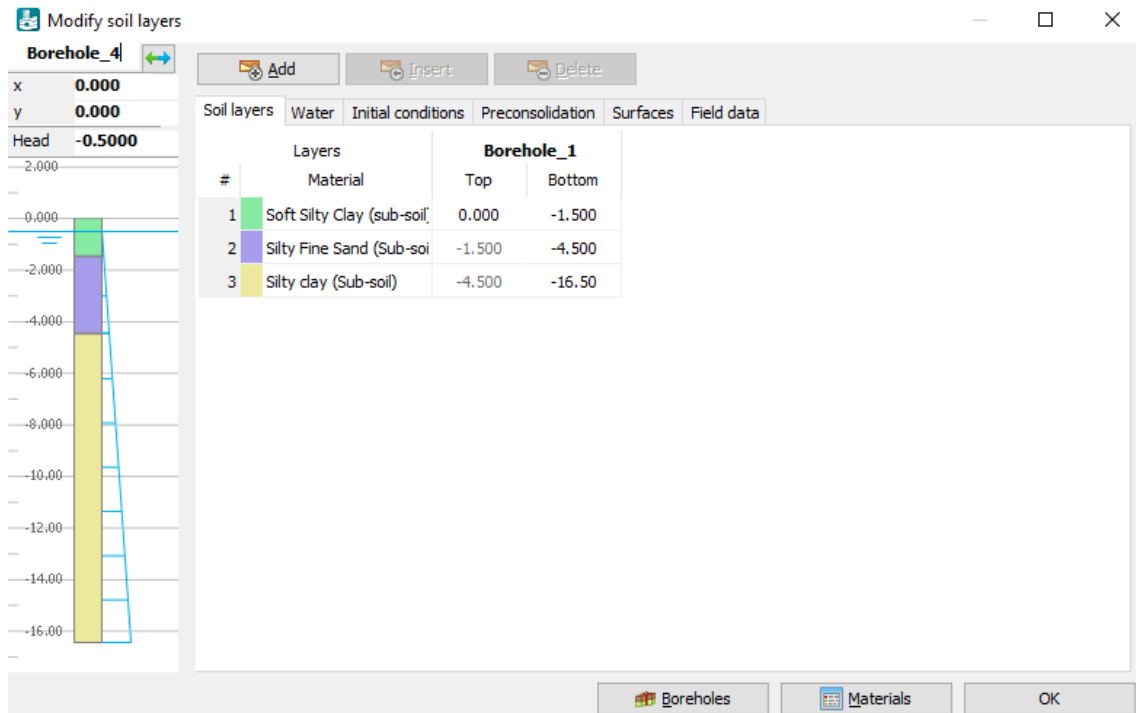 Modify soil layers
Borehole_4
x 0.000
y 0.000
Head -0.5000
Add Insert Delete
Soil layers Water Initial conditions Preconsolidation Surfaces Field data
Layers Borehole_1
# Material Top Bottom
1 Soft Silty Clay (sub-soil 0.000 -1.500
2 Silty Fine Sand (Sub-soi -1.500 -4.500
3 Silty clay (Sub-soil) -4.500 -16.50
2.000
0.000
-2.000
-4.000
-6.000
-8.000
-10.00
-12.00
-14.00
-16.00
Boreholes Materials OK